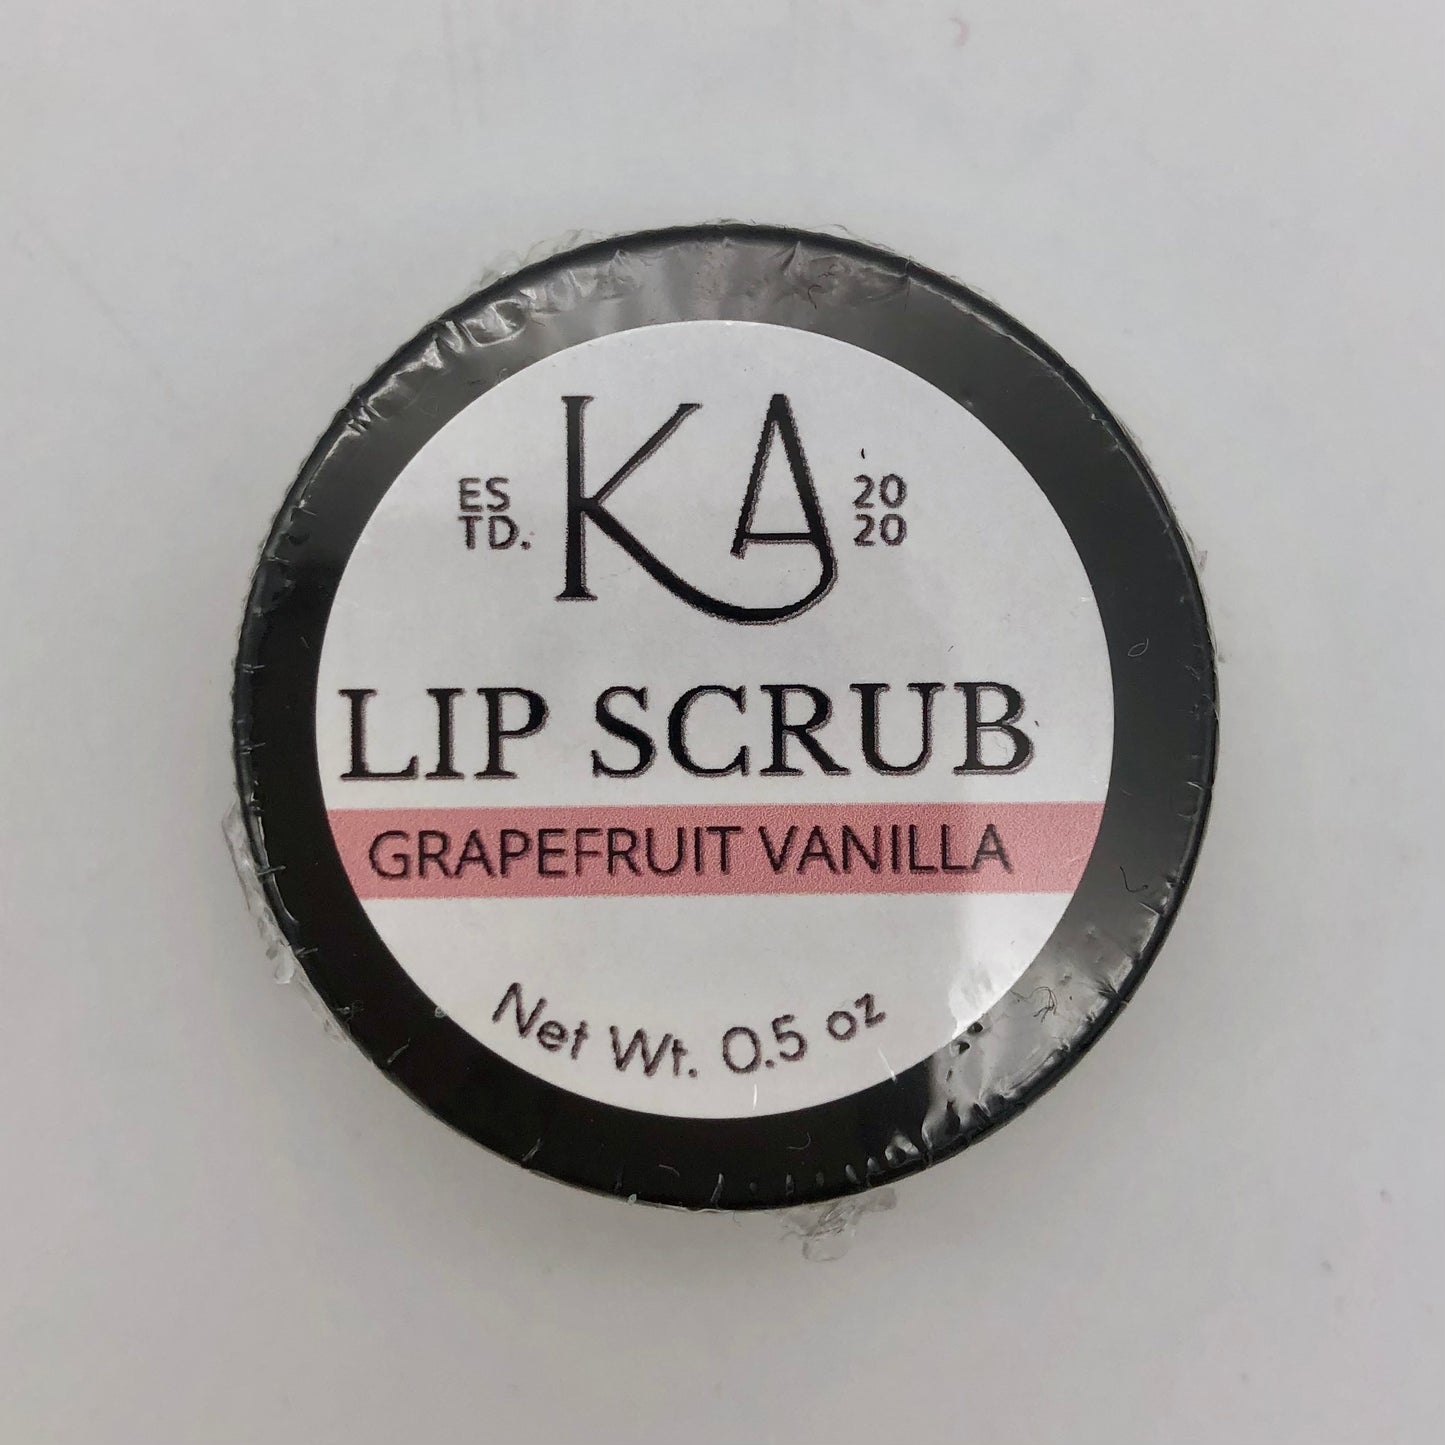 ES
TD.
KA
20
20
LIP SCRUB
GRAPEFRUIT VANILLA
Net Wt. 0.5 oz